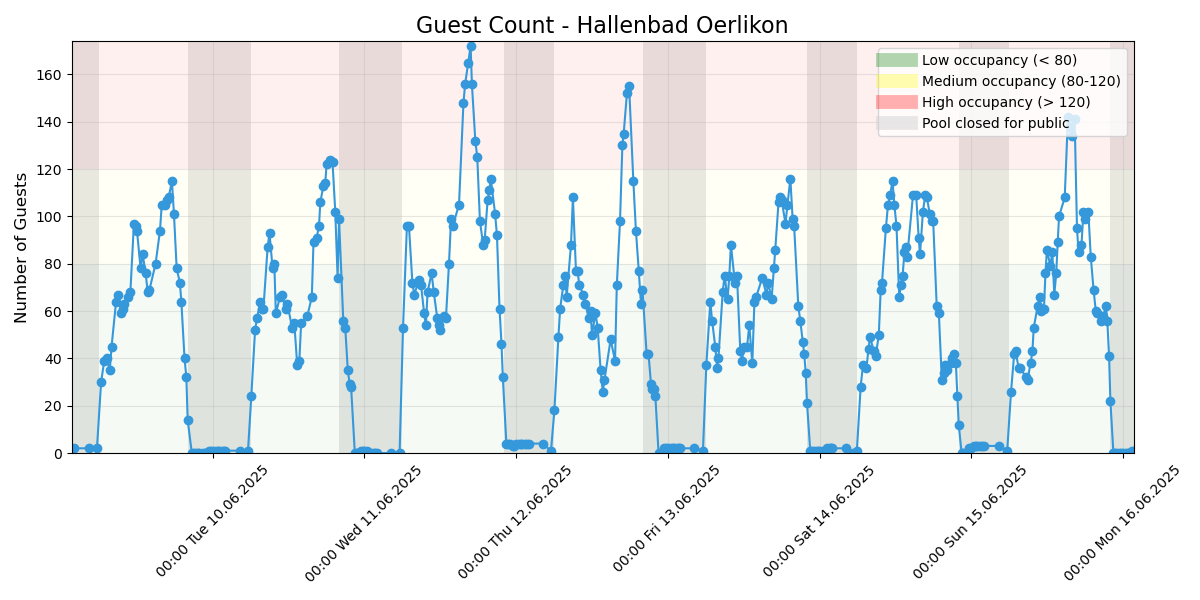 Guest Count - Hallenbad Oerlikon
Low occupancy (< 80)
Medium occupancy (80-120)
High occupancy (> 120)
Pool closed for public
Number of Guests
160
140
120
100
80
60
40
20
0
00:00 Tue 10.06.2025
00:00 Wed 11.06.2025
00:00 Thu 12.06.2025
00:00 Fri 13.06.2025
00:00 Sat 14.06.2025
00:00 Sun 15.06.2025
00:00 Mon 16.06.2025